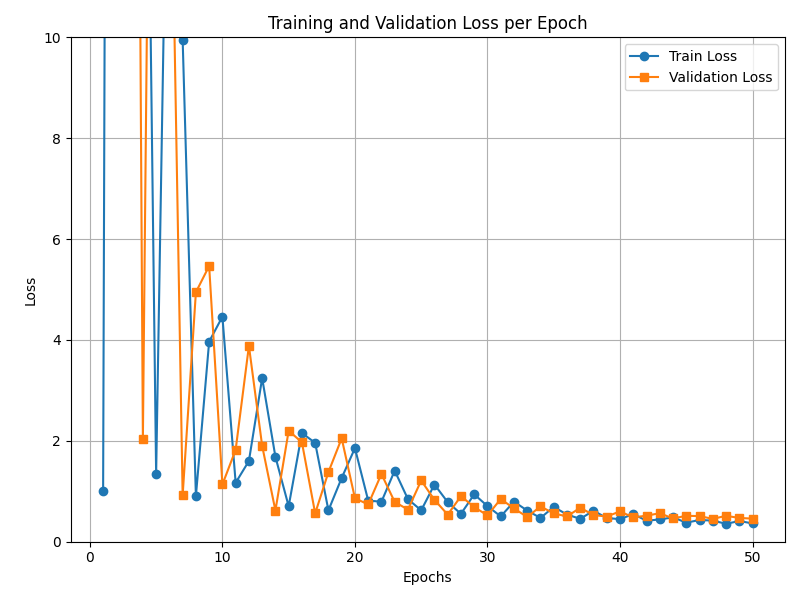 Training and Validation Loss per Epoch
Train Loss
Validation Loss
Loss
10
8
6
4
2
0
0 10 20 30 40 50
Epochs